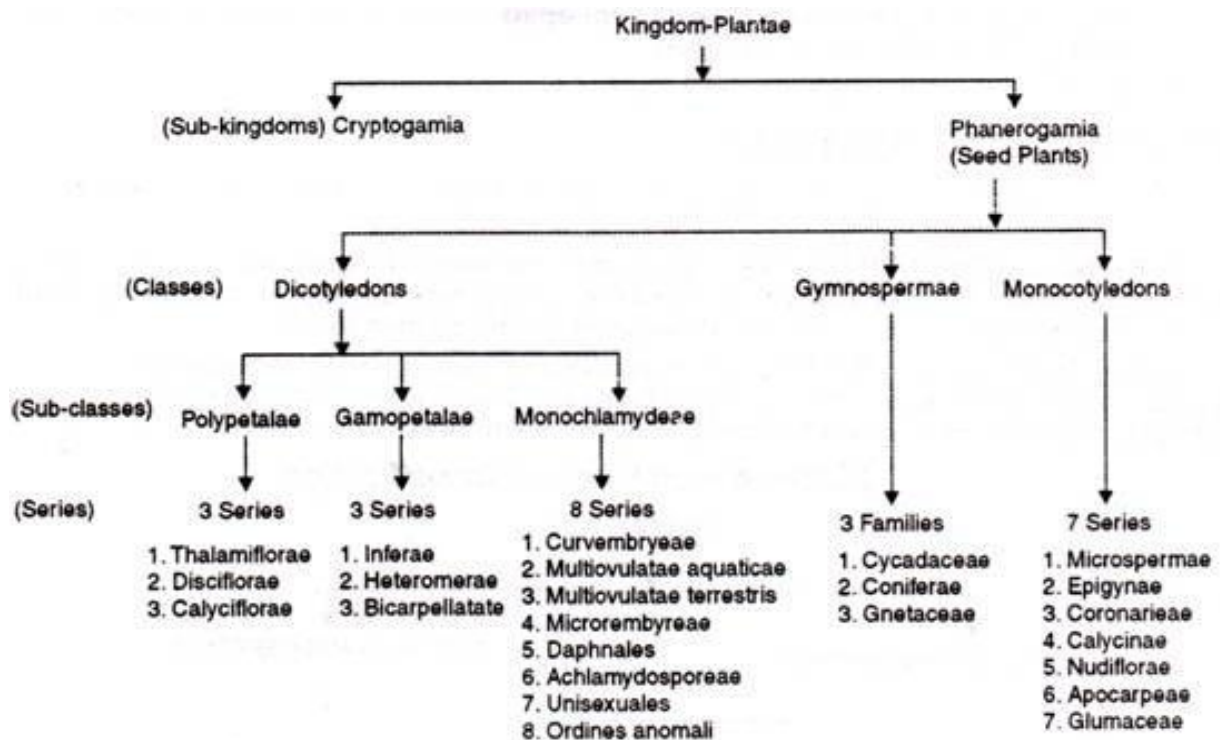 Kingdom-Plantae
(Sub-kingdoms) Cryptogamia
Phanerogamia
(Seed Plants)
(Classes) Dicotyledons Gymnospermae Monocotyledons
(Sub-classes) Polypetalae Gamopetalae Monochlamydeae
(Series)
3 Series
1. Thalamiflorae
2. Disciflorae
3. Calyciflorae
3 Series
1. Inferae
2. Heteromerae
3. Bicarpellatate
8 Series
1. Curvembryeae
2. Multiovulatae aquaticae
3. Multiovulatae terrestris
4. Microrembyreae
5. Daphnales
6. Achlamydosporeae
7. Unisexuales
8. Ordines anomali
3 Families
1. Cycadaceae
2. Coniferae
3. Gnetaceae
7 Series
1. Microspermae
2. Epigynae
3. Coronarieae
4. Calycinae
5. Nudiflorae
6. Apocarpeae
7. Glumaceae